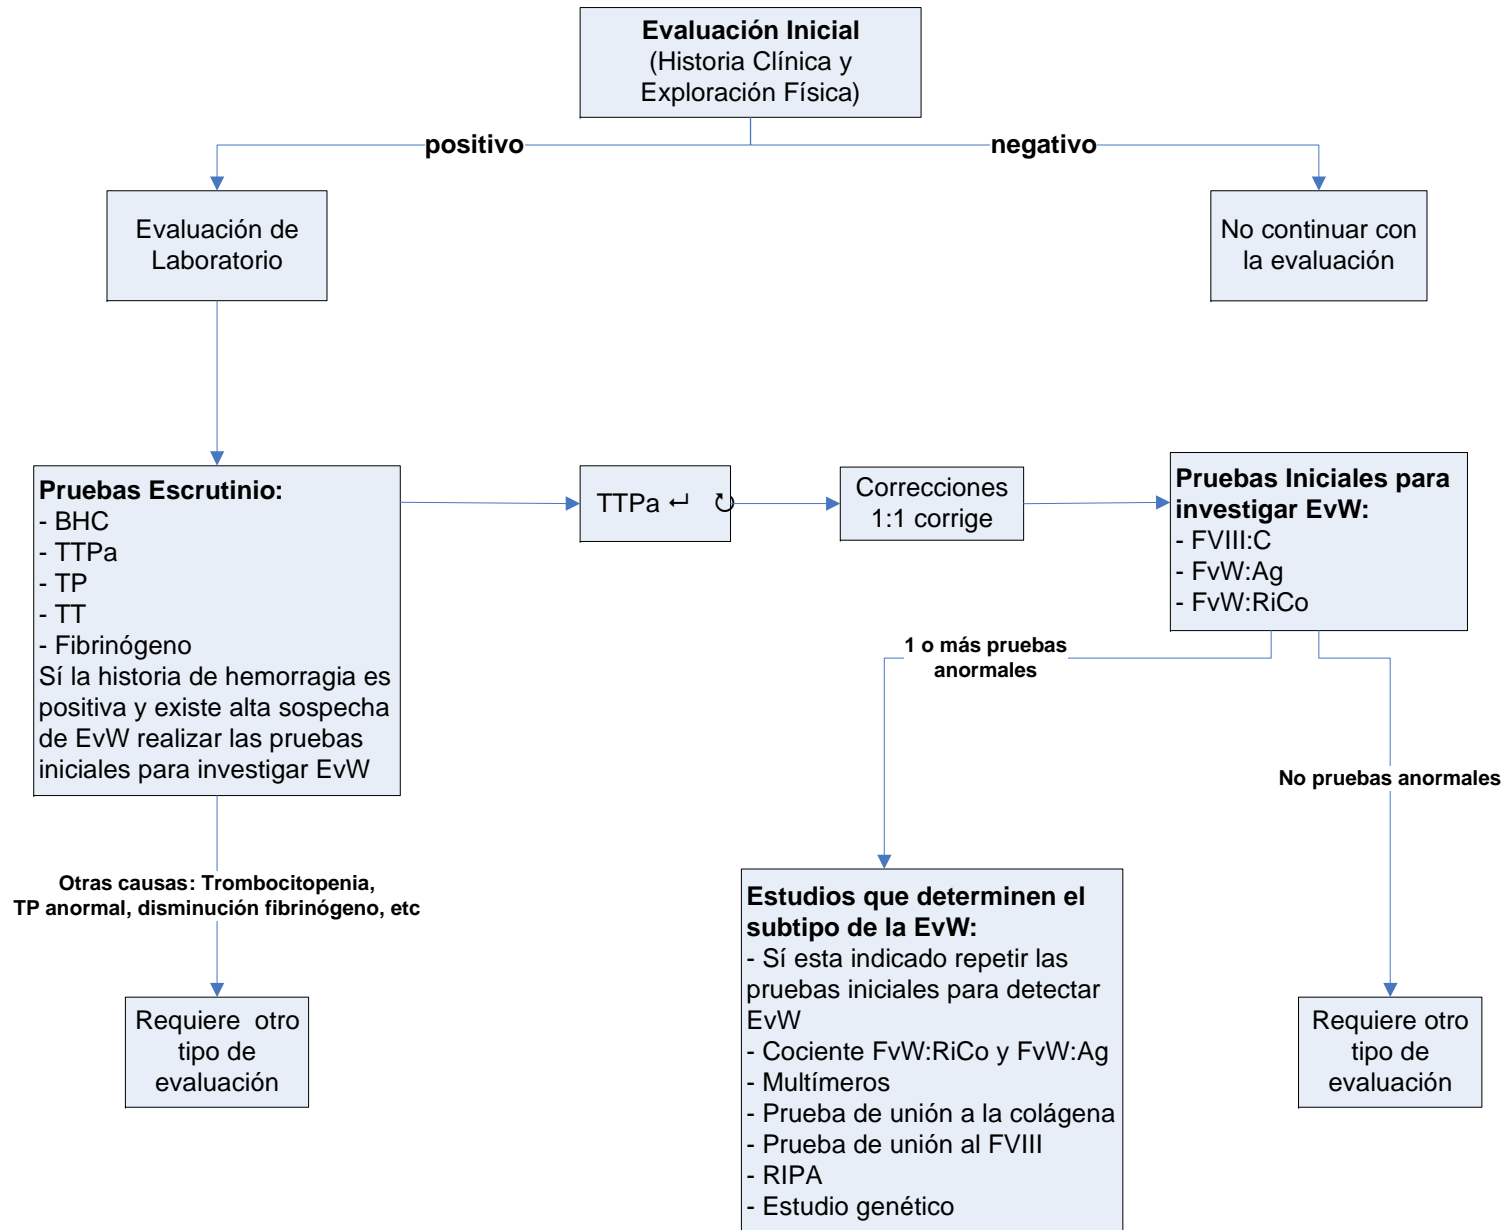 Evaluación Inicial
(Historia Clínica y
Exploración Física)
positivo
negativo
Evaluación de
Laboratorio
No continuar con
la evaluación
Pruebas Escrutinio:
- BHC
- TTPa
- TP
- TT
- Fibrinógeno
Sí la historia de hemorragia es
positiva y existe alta sospecha
de EvW realizar las pruebas
iniciales para investigar EvW
TTPa ↵ ↻
Correcciones
1:1 corrige
Pruebas Iniciales para
investigar EvW:
- FVIII:C
- FvW:Ag
- FvW:RiCo
1 o más pruebas
anormales
No pruebas anormales
Otras causas: Trombocitopenia,
TP anormal, disminución fibrinógeno, etc
Requiere otro
tipo de
evaluación
Estudios que determinen el
subtipo de la EvW:
- Sí esta indicado repetir las
pruebas iniciales para detectar
EvW
- Cociente FvW:RiCo y FvW:Ag
- Multímeros
- Prueba de unión a la colágena
- Prueba de unión al FVIII
- RIPA
- Estudio genético
Requiere otro
tipo de
evaluación